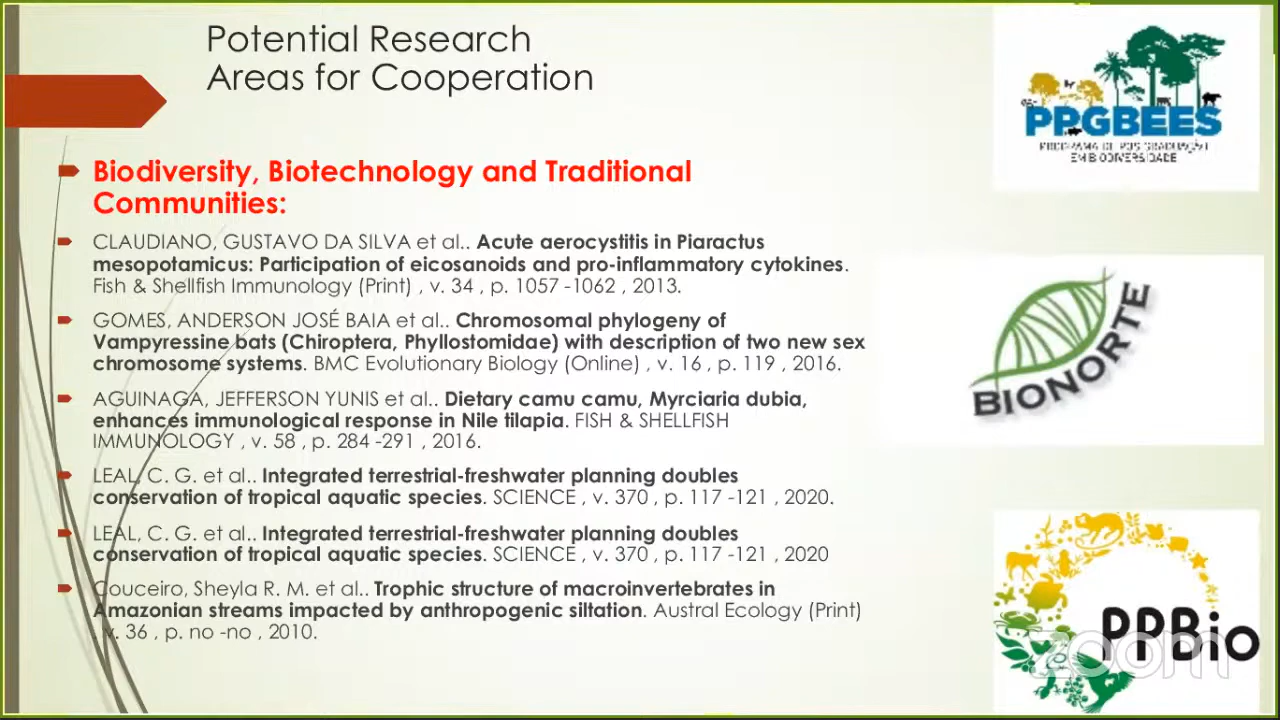 Potential Research
Areas for Cooperation
Biodiversity, Biotechnology and Traditional
Communities:
CLAUDIANO, GUSTAVO DA SILVA et al.. Acute aerocystitis in Piaractus
mesopotamicus: Participation of eicosanoids and pro-inflammatory cytokines.
Fish & Shellfish Immunology (Print) , v. 34 , p. 1057 -1062 , 2013.
GOMES, ANDERSON JOSÉ BAIA et al.. Chromosomal phylogeny of
Vampyressine bats (Chiroptera, Phyllostomidae) with description of two new sex
chromosome systems. BMC Evolutionary Biology (Online) , v. 16 , p. 119 , 2016.
AGUINAGA, JEFFERSON YUNIS et al.. Dietary camu camu, Myrciaria dubia,
enhances immunological response in Nile tilapia. FISH & SHELLFISH
IMMUNOLOGY , v. 58 , p. 284 -291 , 2016.
LEAL, C. G. et al.. Integrated terrestrial-freshwater planning doubles
conservation of tropical aquatic species. SCIENCE , v. 370 , p. 117 -121 , 2020.
LEAL, C. G. et al.. Integrated terrestrial-freshwater planning doubles
conservation of tropical aquatic species. SCIENCE , v. 370 , p. 117 -121 , 2020
Couceiro, Sheyla R. M. et al.. Trophic structure of macroinvertebrates in
Amazonian streams impacted by anthropogenic siltation. Austral Ecology (Print)
, v. 36 , p. no -no , 2010.
PPGBEES
PROGRAMA DE PÓS GRADUAÇÃO
EM BIODIVERSIDADE
BIONORTE
PPBio
zoom